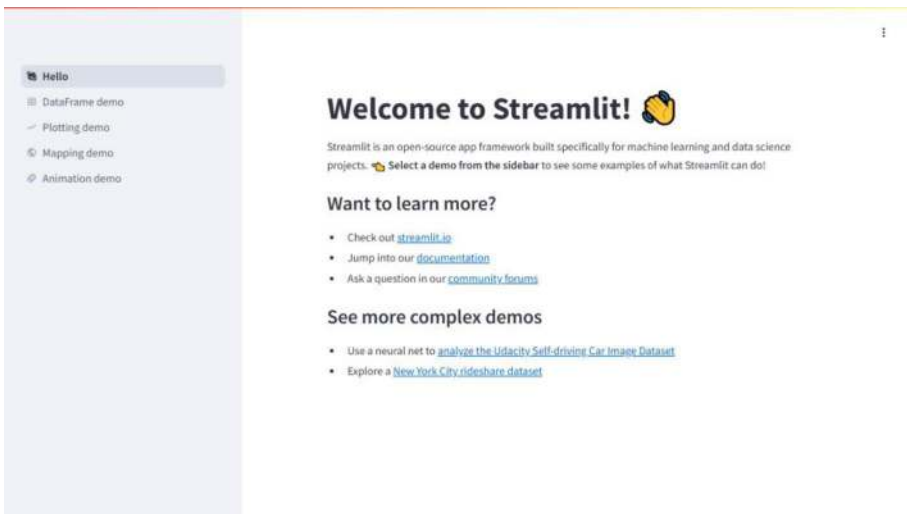 Hello
DataFrame demo
Plotting demo
Mapping demo
Animation demo
Welcome to Streamlit! 👋
Streamlit is an open-source app framework built specifically for machine learning and data science
projects. 👈 Select a demo from the sidebar to see some examples of what Streamlit can do!
Want to learn more?
• Check out streamlit.io
• Jump into our documentation
• Ask a question in our community forums
See more complex demos
• Use a neural net to analyze the Udacity Self-driving Car Image Dataset
• Explore a New York City rideshare dataset